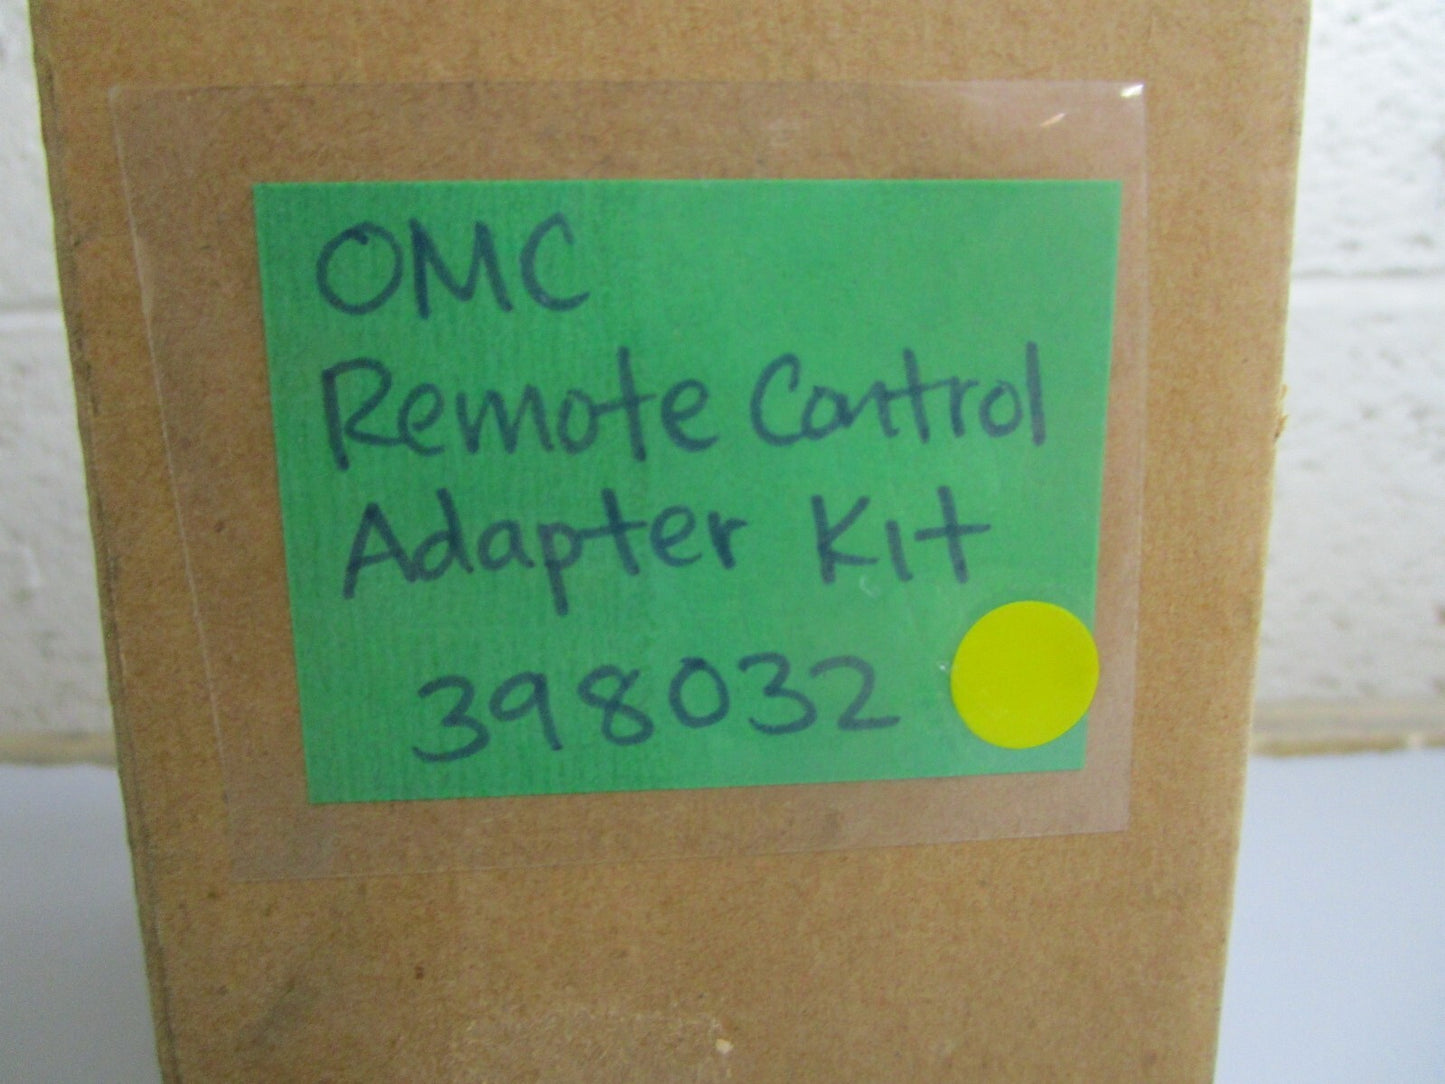 OMC
Remote Control
Adapter Kit
398032